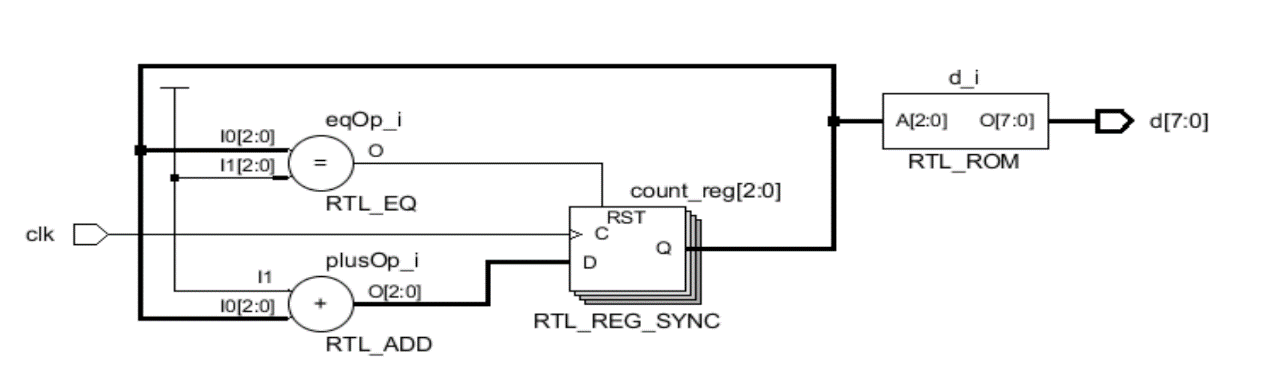 d_i
A[2:0] O[7:0]
d[7:0]
RTL_ROM
eqOp_i
I0[2:0]
O
=
I1[2:0]
RTL_EQ
count_reg[2:0]
RST
clk
C
Q
D
RTL_REG_SYNC
plusOp_i
I1
O[2:0]
+
I0[2:0]
RTL_ADD